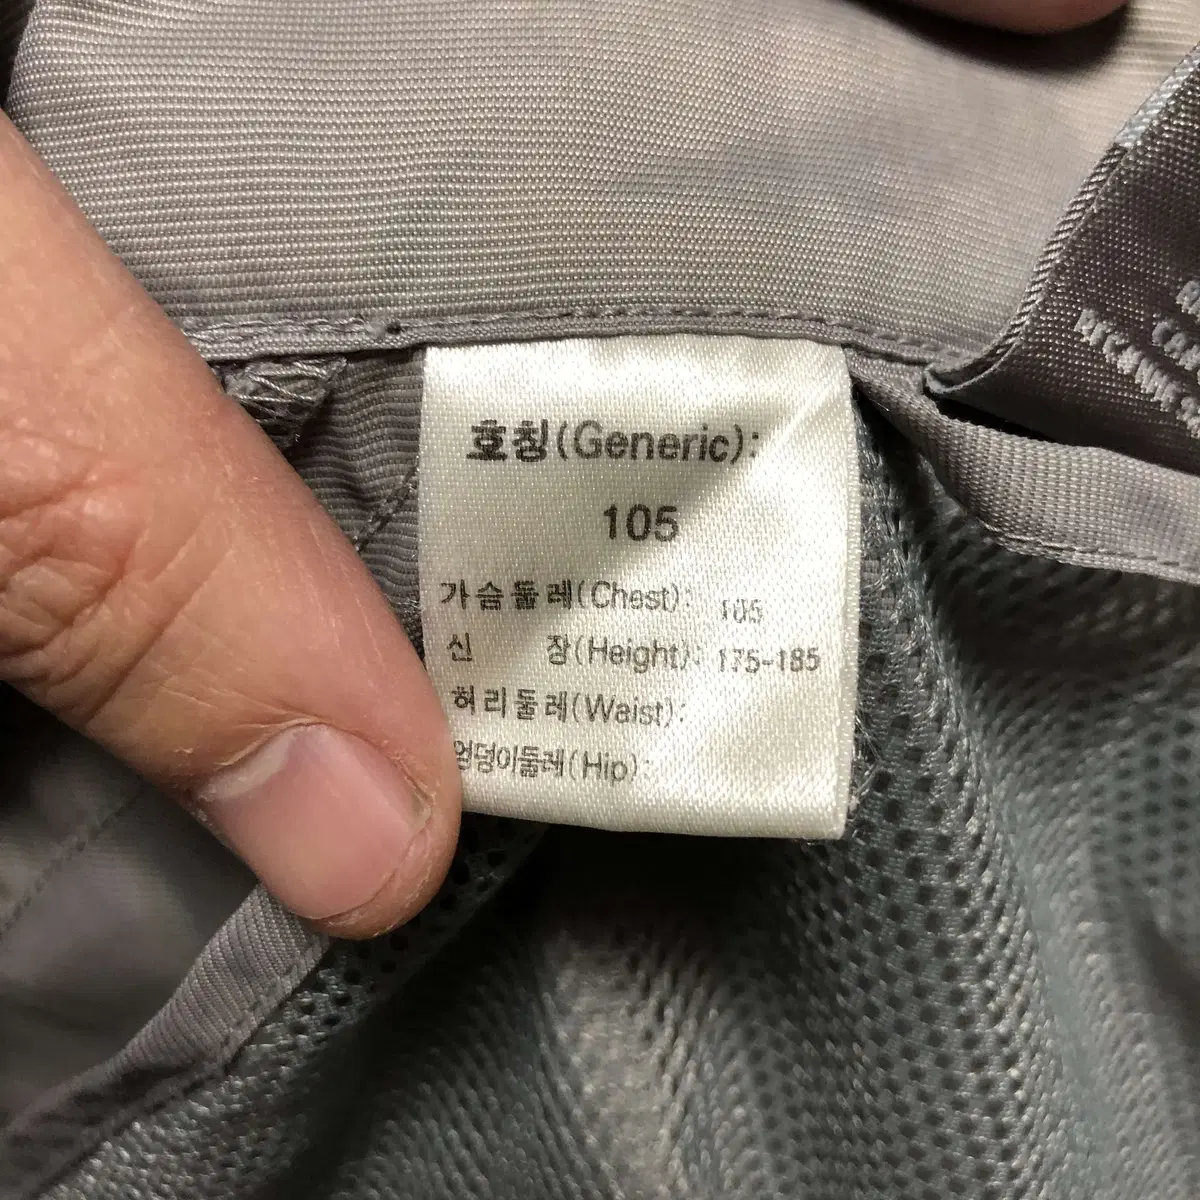 호칭(Generic):
105
가슴둘레(Chest): 105
신 장(Height): 175-185
허리둘레(Waist):
엉덩이둘레(Hip):